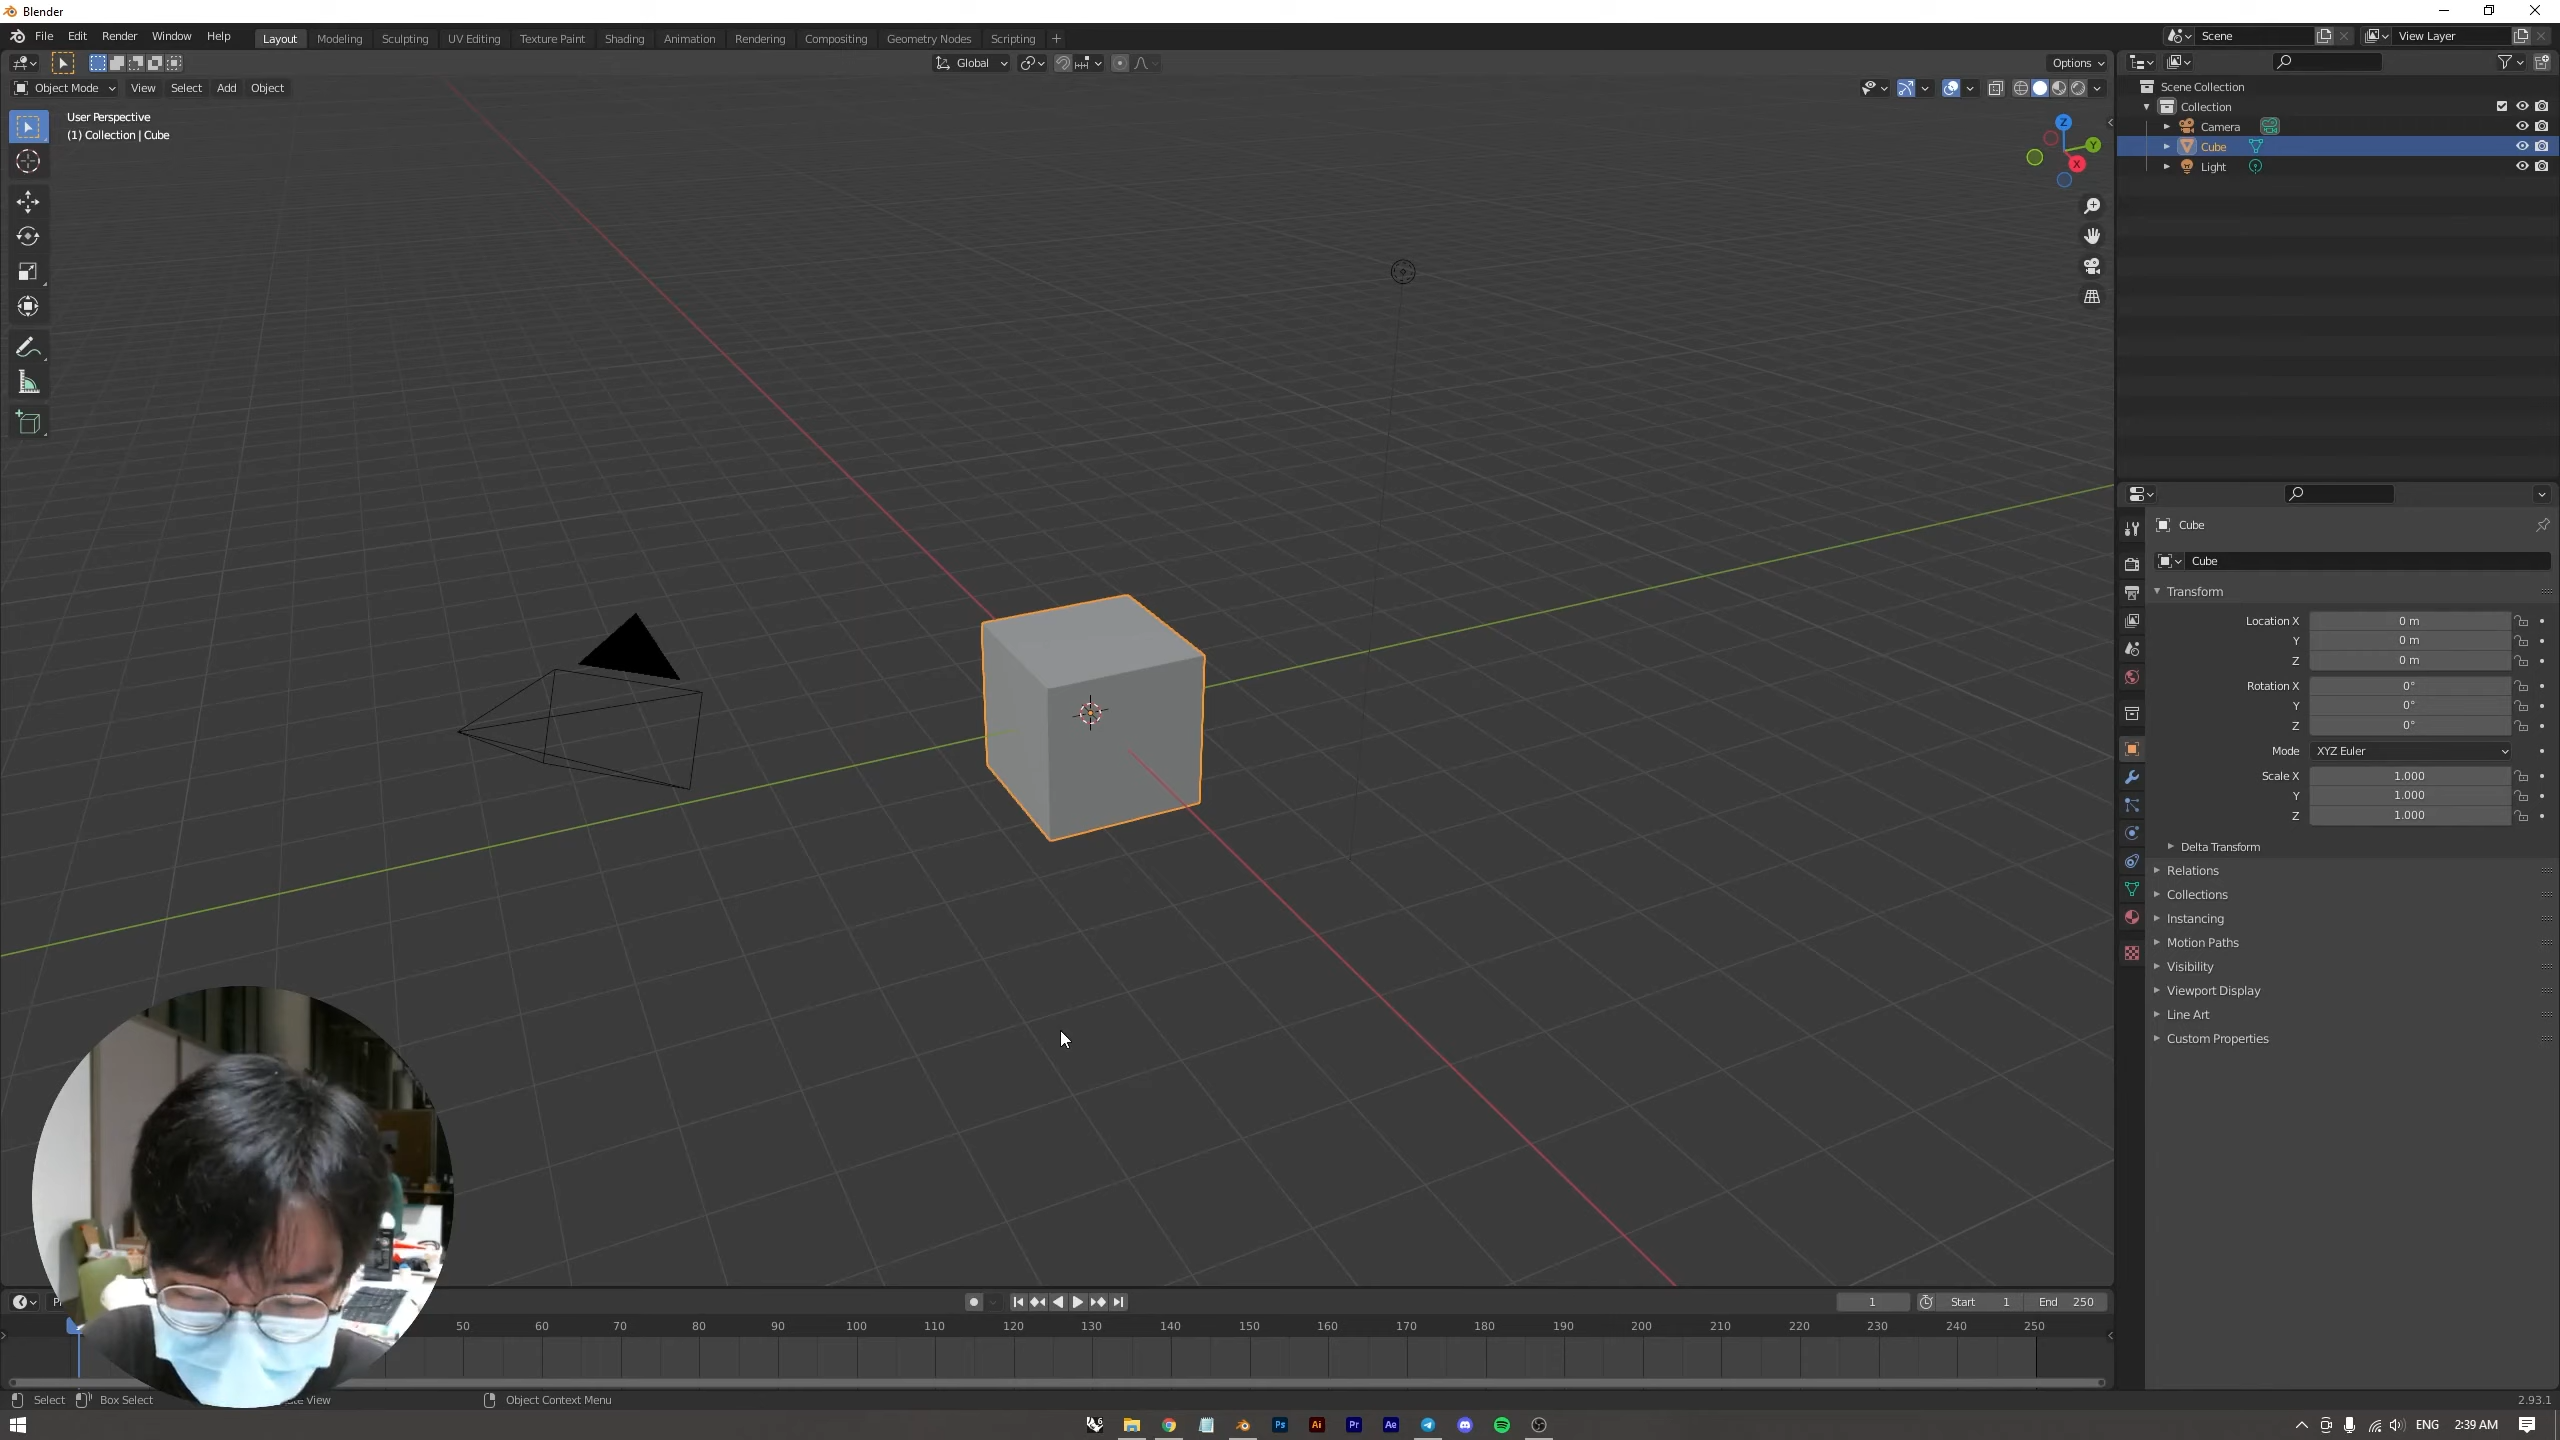 Blender
File Edit Render Window Help Layout Modeling Sculpting UV Editing Texture Paint Shading Animation Rendering Compositing Geometry Nodes Scripting + Scene View Layer
Global Options
Object Mode View Select Add Object
User Perspective
(1) Collection | Cube
Z
Y
X
Scene Collection
Collection
Camera
Cube
Light
Cube
Cube
Transform
Location X 0 m
Y 0 m
Z 0 m
Rotation X 0°
Y 0°
Z 0°
Mode XYZ Euler
Scale X 1.000
Y 1.000
Z 1.000
Delta Transform
Relations
Collections
Instancing
Motion Paths
Visibility
Viewport Display
Line Art
Custom Properties
1 Start 1 End 250
50 60 70 80 90 100 110 120 130 140 150 160 170 180 190 200 210 220 230 240 250
Select Box Select View Object Context Menu 2.93.1
Ps Ai Pr Ae ENG 2:39 AM